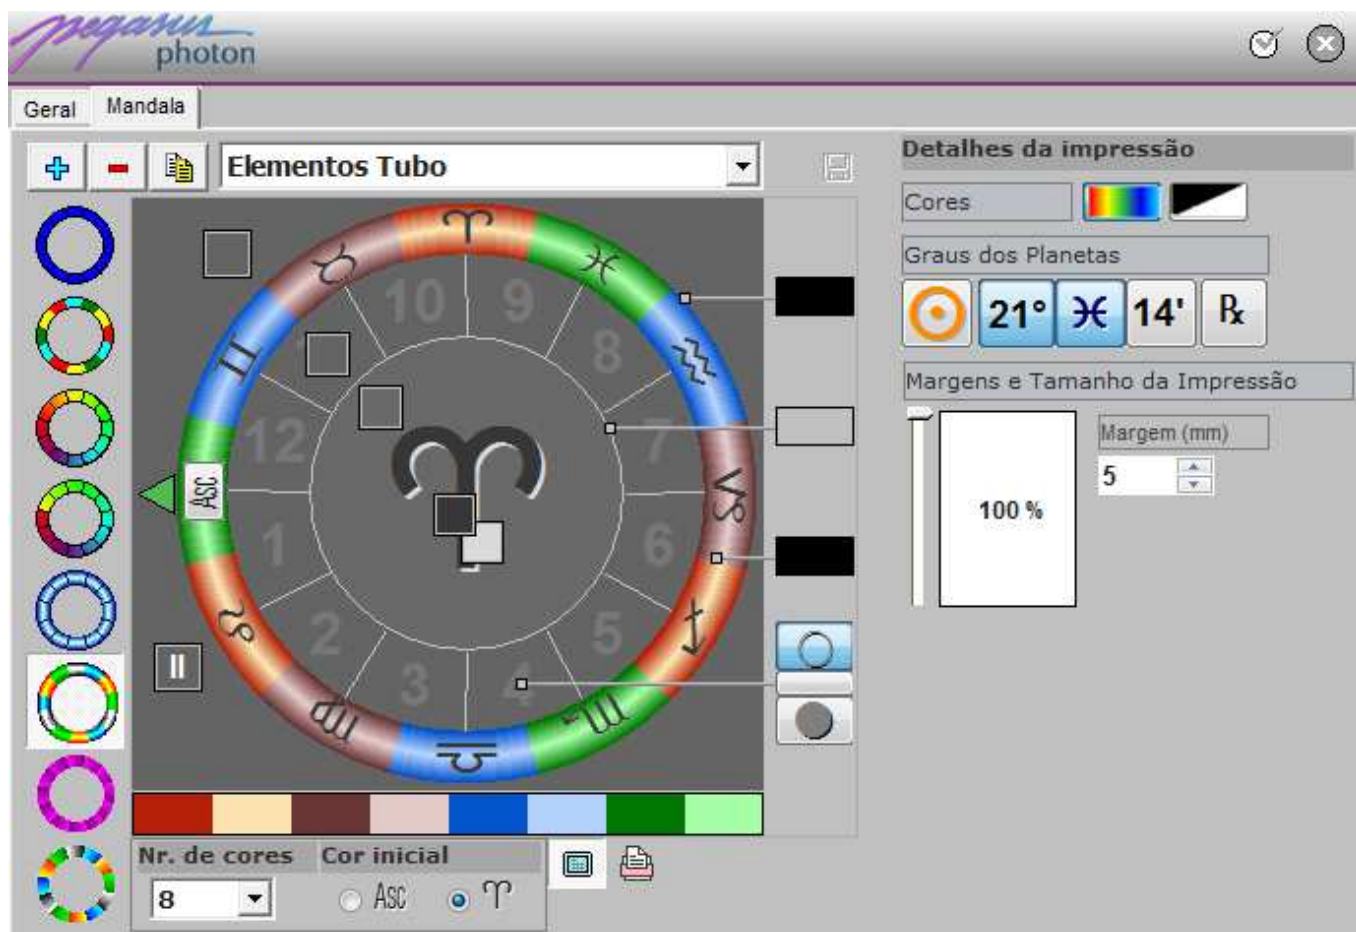 pegasus
photon
Geral Mandala
Elementos Tubo
Detalhes da impressão
Cores
Graus dos Planetas
21° ♓ 14' ℞
Margens e Tamanho da Impressão
Margem (mm)
5
100 %
10 9
8
12 7
Asc
1 6
2 5
3 4
II
Nr. de cores Cor inicial
8 Asc ♈